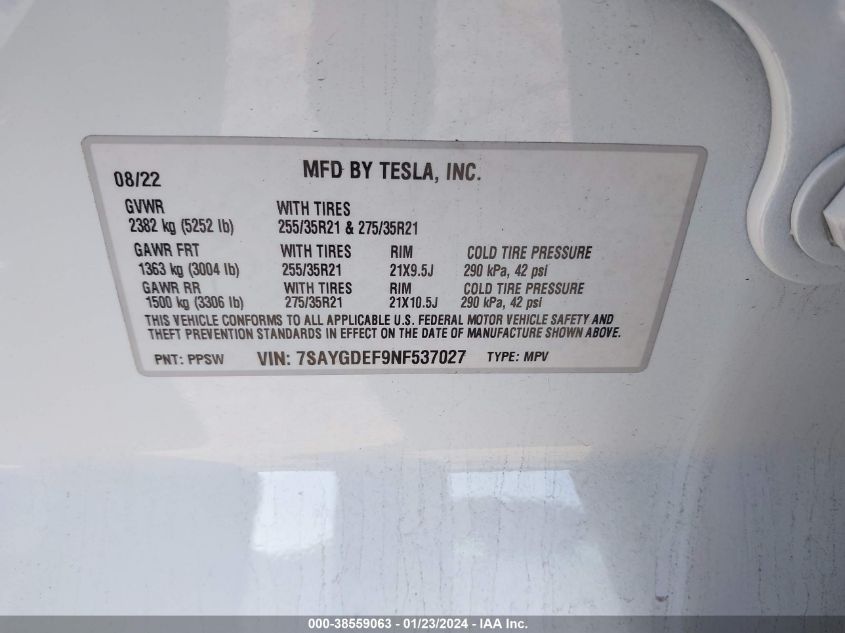 08/22 MFD BY TESLA, INC.
GVWR WITH TIRES
2382 kg (5252 lb) 255/35R21 & 275/35R21
GAWR FRT WITH TIRES RIM COLD TIRE PRESSURE
1363 kg (3004 lb) 255/35R21 21X9.5J 290 kPa, 42 psi
GAWR RR WITH TIRES RIM COLD TIRE PRESSURE
1500 kg (3306 lb) 275/35R21 21X10.5J 290 kPa, 42 psi
THIS VEHICLE CONFORMS TO ALL APPLICABLE U.S. FEDERAL MOTOR VEHICLE SAFETY AND
THEFT PREVENTION STANDARDS IN EFFECT ON THE DATE OF MANUFACTURE SHOWN ABOVE.
PNT: PPSW VIN: 7SAYGDEF9NF537027 TYPE: MPV
000-38559063 - 01/23/2024 - IAA Inc.